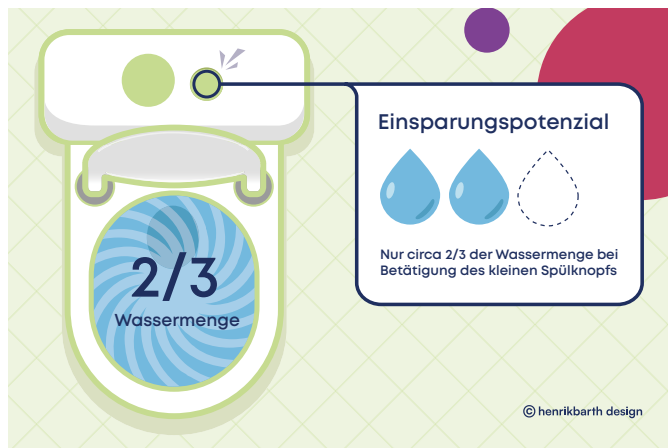 Einsparungspotenzial
Nur circa 2/3 der Wassermenge bei
Betätigung des kleinen Spülknopfs
2/3
Wassermenge
© henrikbarth design